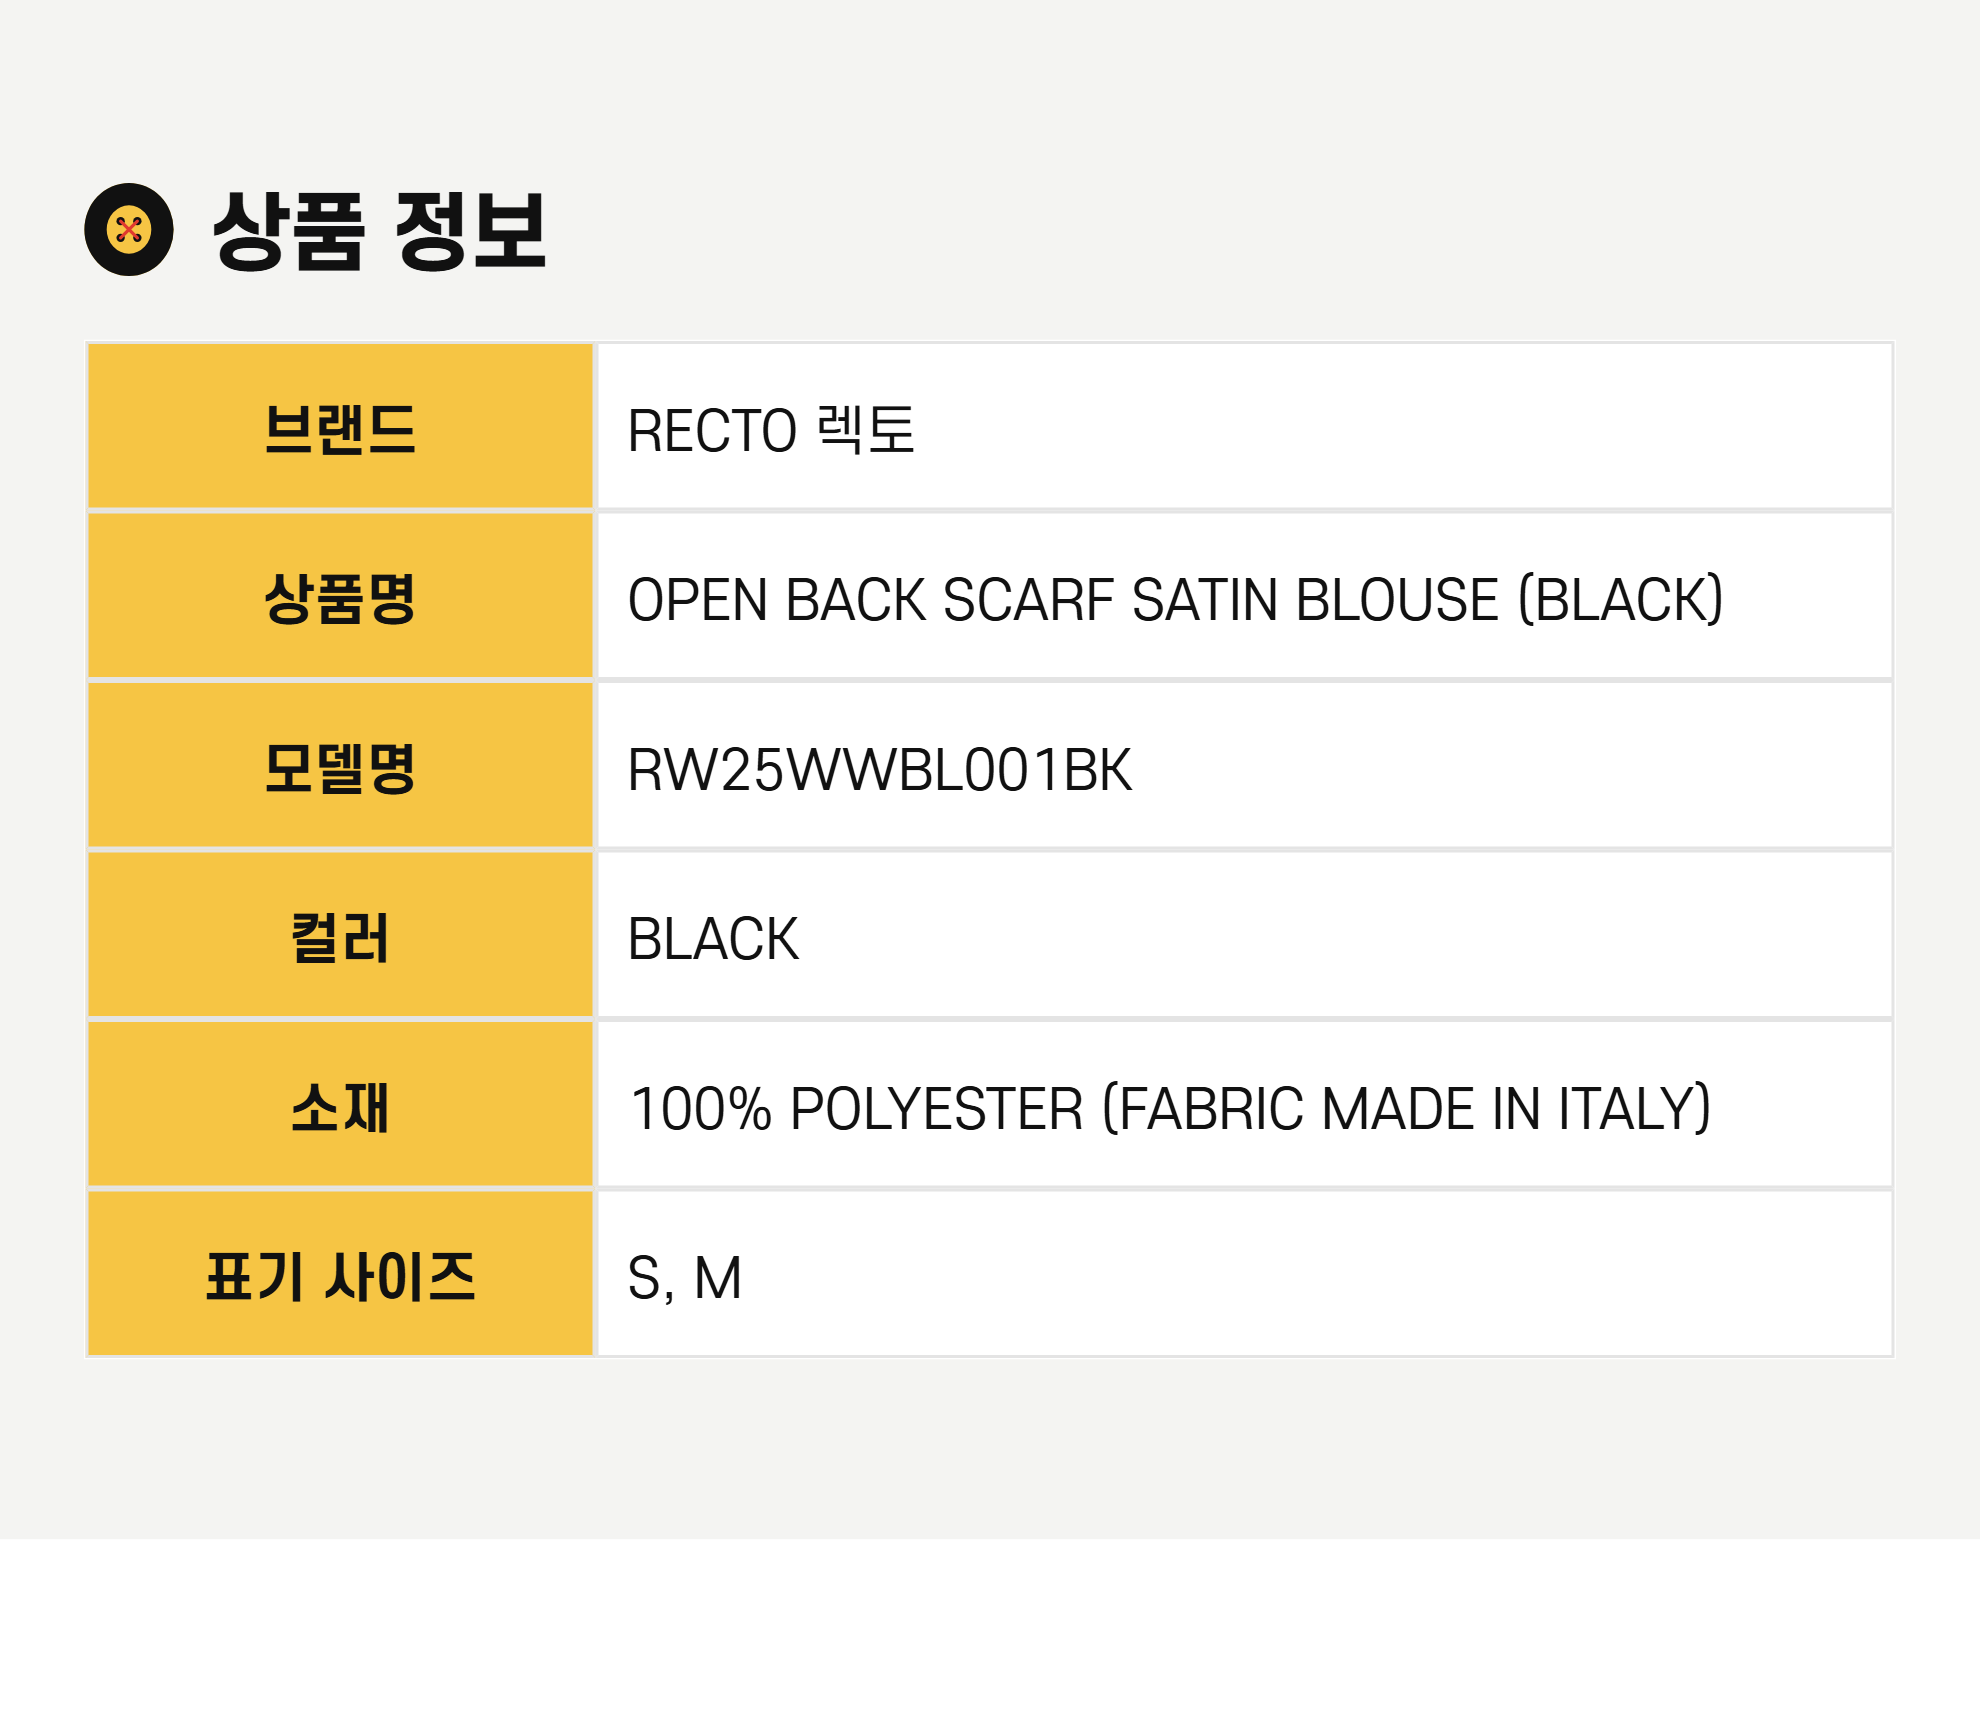 상품 정보
브랜드 RECTO 렉토
상품명 OPEN BACK SCARF SATIN BLOUSE (BLACK)
모델명 RW25WWBL001BK
컬러 BLACK
소재 100% POLYESTER (FABRIC MADE IN ITALY)
표기 사이즈 S, M